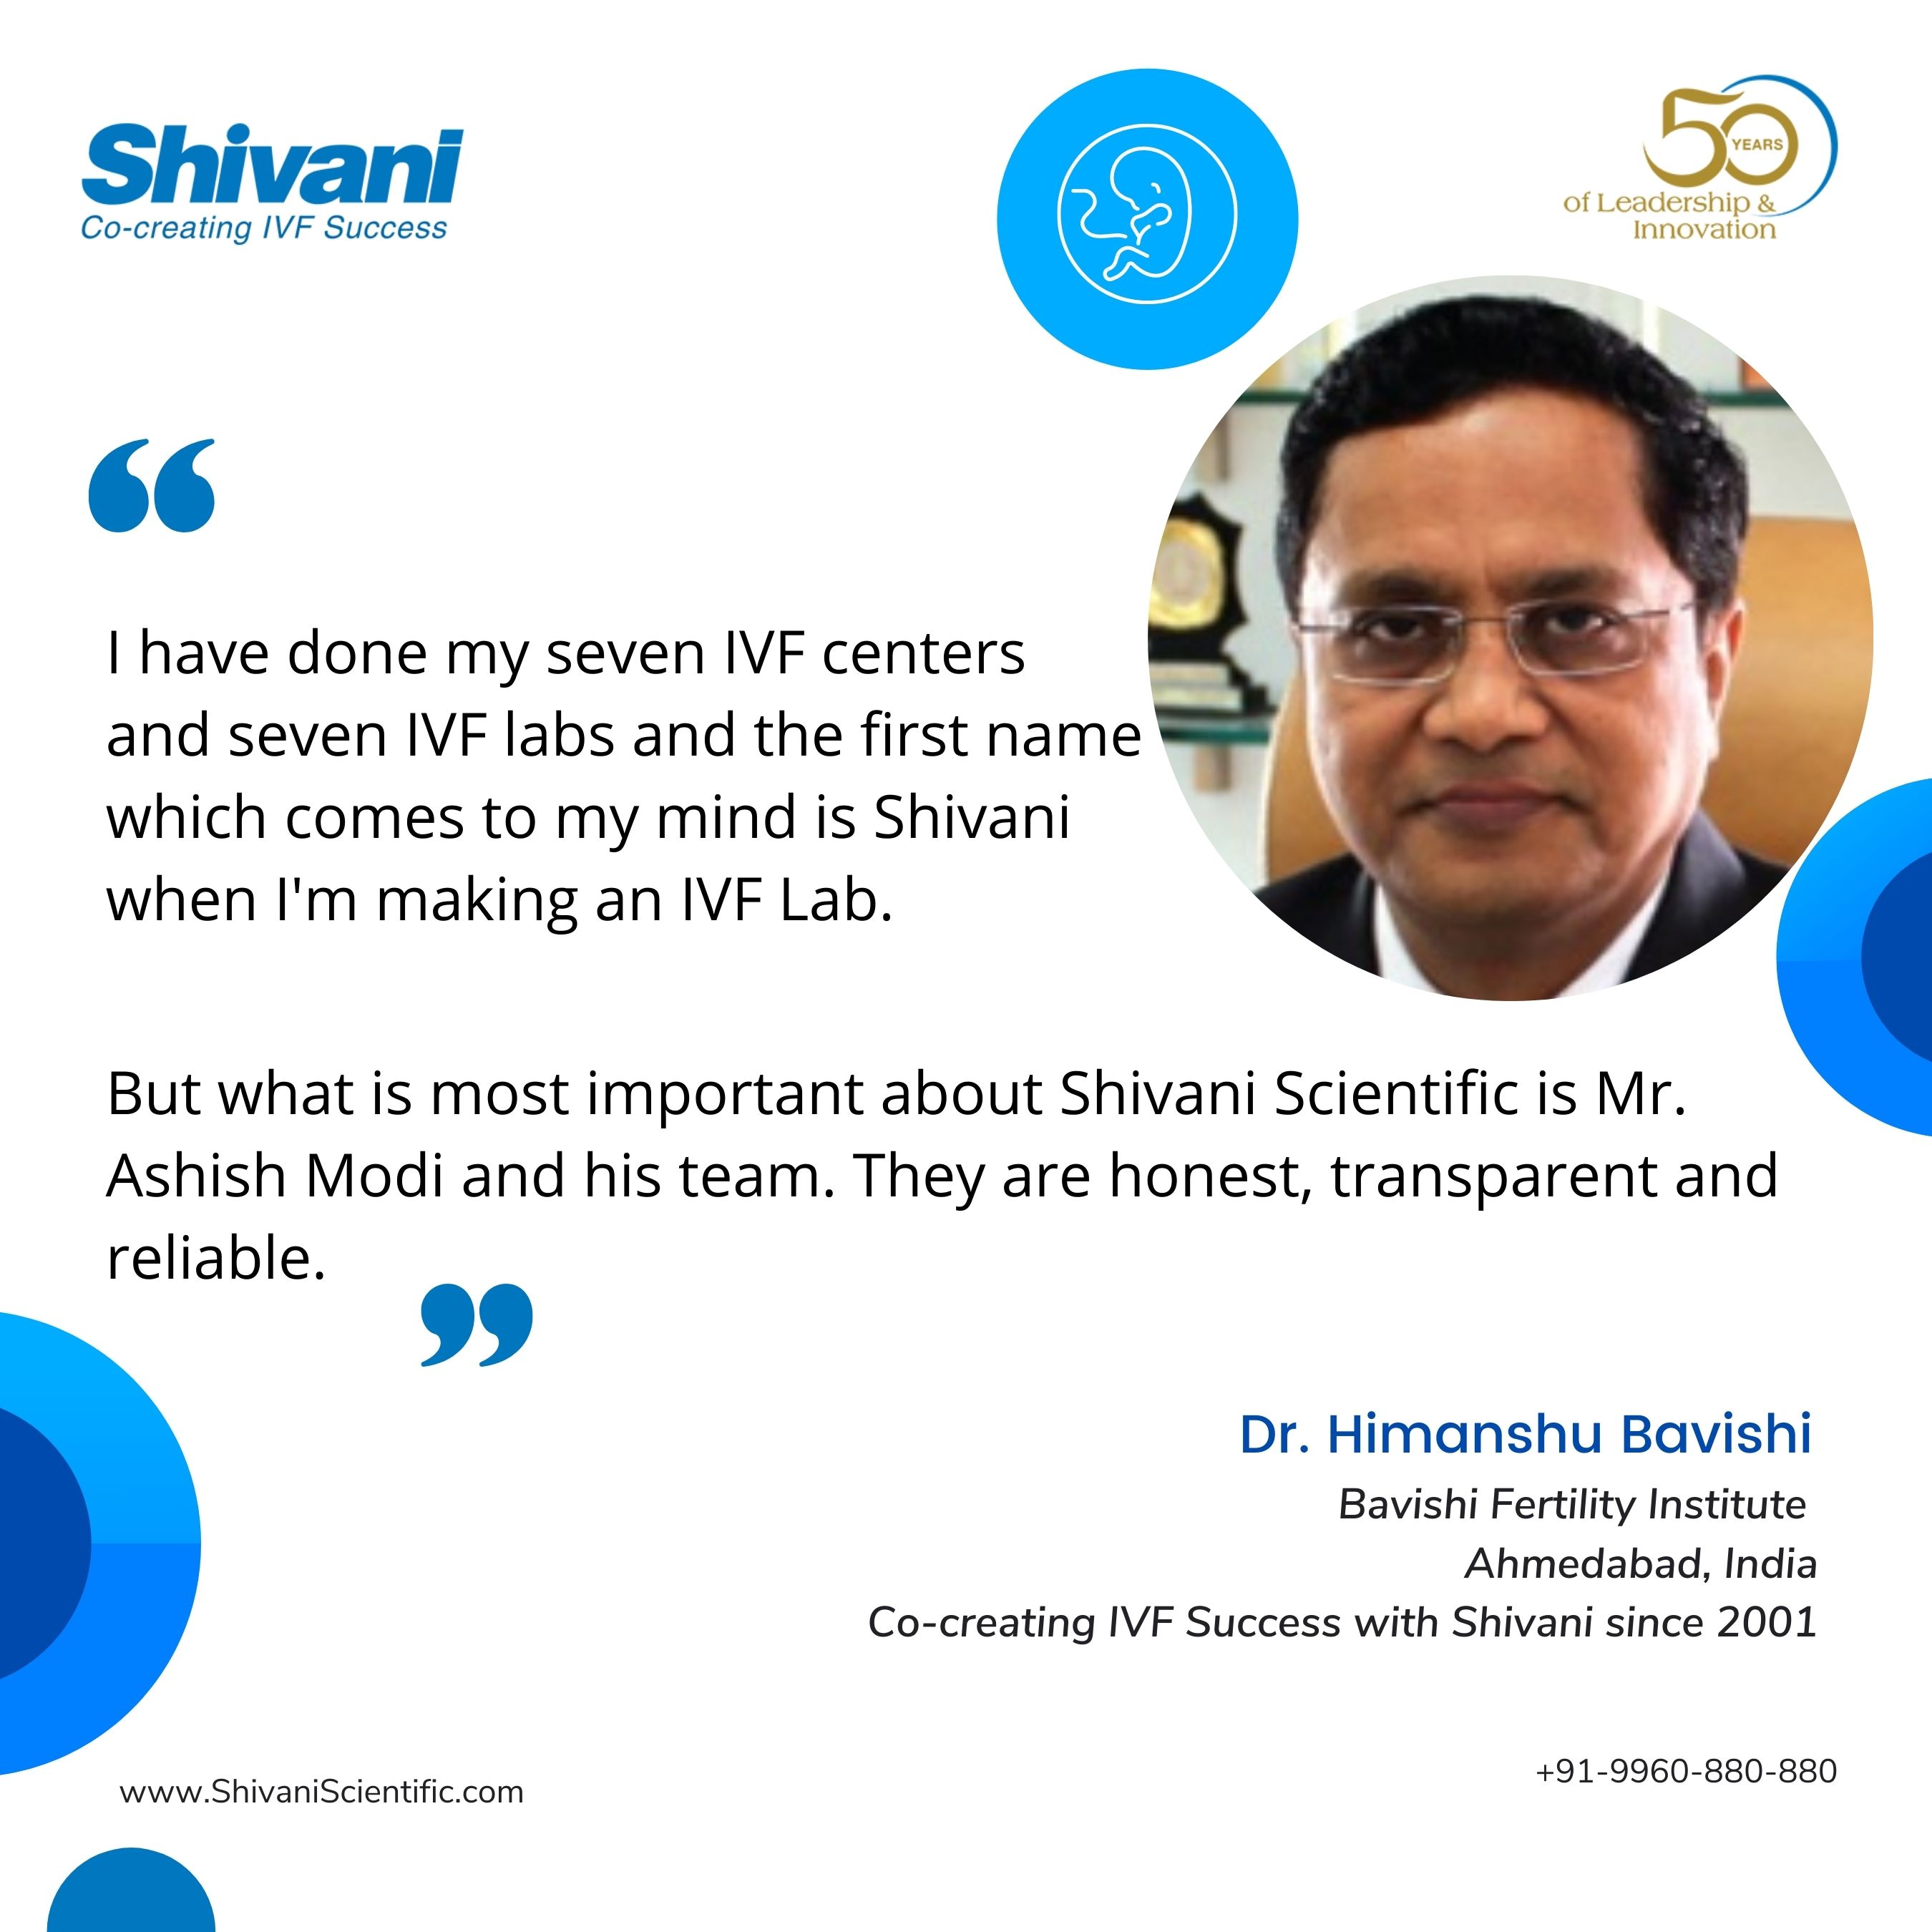 Shivani
Co-creating IVF Success
50
YEARS
of Leadership &
Innovation
“
I have done my seven IVF centers
and seven IVF labs and the first name
which comes to my mind is Shivani
when I'm making an IVF Lab.
But what is most important about Shivani Scientific is Mr.
Ashish Modi and his team. They are honest, transparent and
reliable.
”
Dr. Himanshu Bavishi
Bavishi Fertility Institute
Ahmedabad, India
Co-creating IVF Success with Shivani since 2001
+91-9960-880-880
www.ShivaniScientific.com